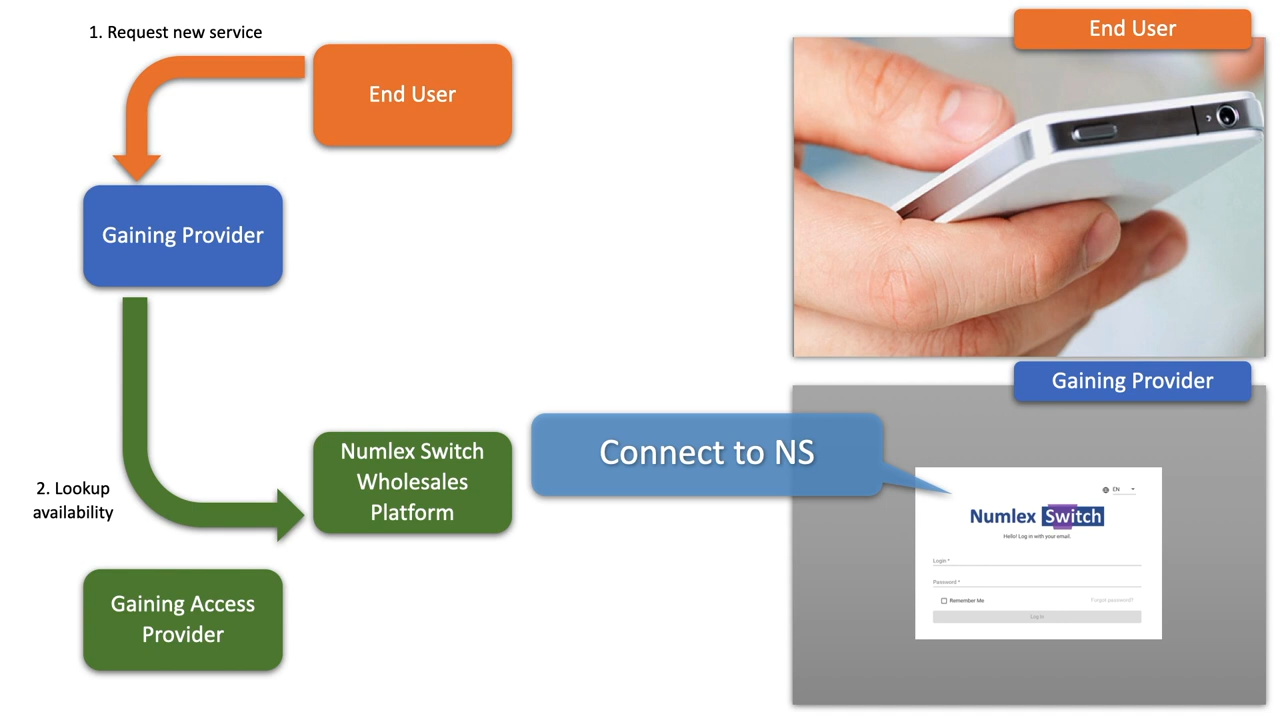 1. Request new service
End User
Gaining Provider
2. Lookup
availability
Numlex Switch
Wholesales
Platform
Gaining Access
Provider
End User
Gaining Provider
Connect to NS
EN
Numlex Switch
Hello! Log in with your email.
Login *
Password *
Remember Me
Forgot password?
Log in